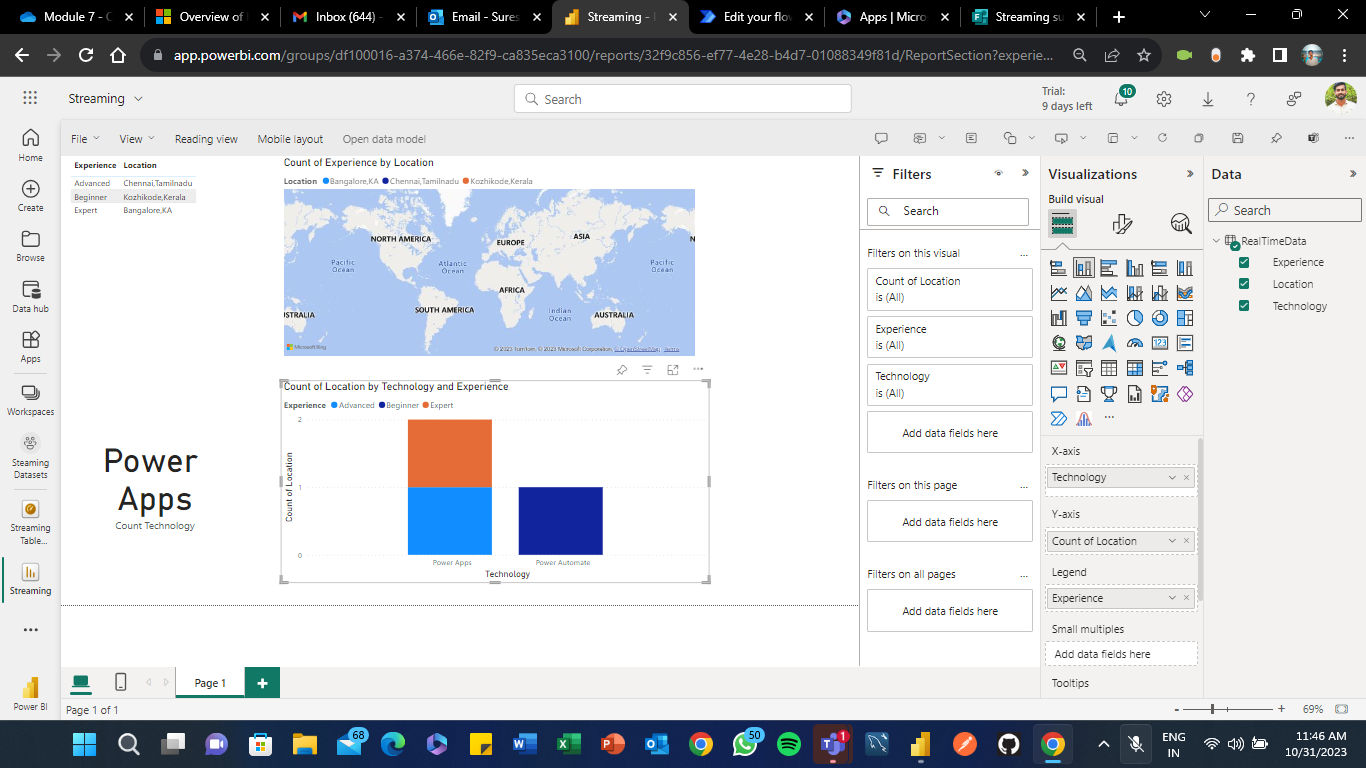 Module 7 - C
Overview of
Inbox (644) -
Email - Sures
Streaming -
Edit your flo
Apps | Micro
Streaming su
app.powerbi.com/groups/df100016-a374-466e-82f9-ca835eca3100/reports/32f9c856-ef77-4e28-b4d7-01088349f81d/ReportSection?experie...
Streaming
Search
Trial:
9 days left
10
Home
Create
Browse
Data hub
Apps
Workspaces
Steaming
Datasets
Streaming
Table...
Streaming
Power BI
File
View
Reading view
Mobile layout
Open data model
Experience Location
Advanced Chennai,Tamilnadu
Beginner Kozhikode,Kerala
Expert Bangalore,KA
Count of Experience by Location
Location Bangalore,KA Chennai,Tamilnadu Kozhikode,Kerala
NORTH AMERICA
EUROPE
ASIA
N
Pacific
Ocean
Atlantic
Ocean
Pacific
Ocean
AFRICA
SOUTH AMERICA
Indian
Ocean
USTRALIA
AUSTRALIA
Microsoft Bing
© 2023 TomTom, © 2023 Microsoft Corporation, © OpenStreetMap Terms
Power
Apps
Count Technology
Count of Location by Technology and Experience
Experience Advanced Beginner Expert
Count of Location
2
1
0
Power Apps
Power Automate
Technology
Filters
Search
Filters on this visual
...
Count of Location
is (All)
Experience
is (All)
Technology
is (All)
Add data fields here
Filters on this page
...
Add data fields here
Filters on all pages
...
Add data fields here
Visualizations
Build visual
123
...
X-axis
Technology
Y-axis
Count of Location
Legend
Experience
Small multiples
Add data fields here
Tooltips
Data
Search
RealTimeData
Experience
Location
Technology
Page 1
Page 1 of 1
- + 69%
68
50
1
ENG
IN
11:46 AM
10/31/2023